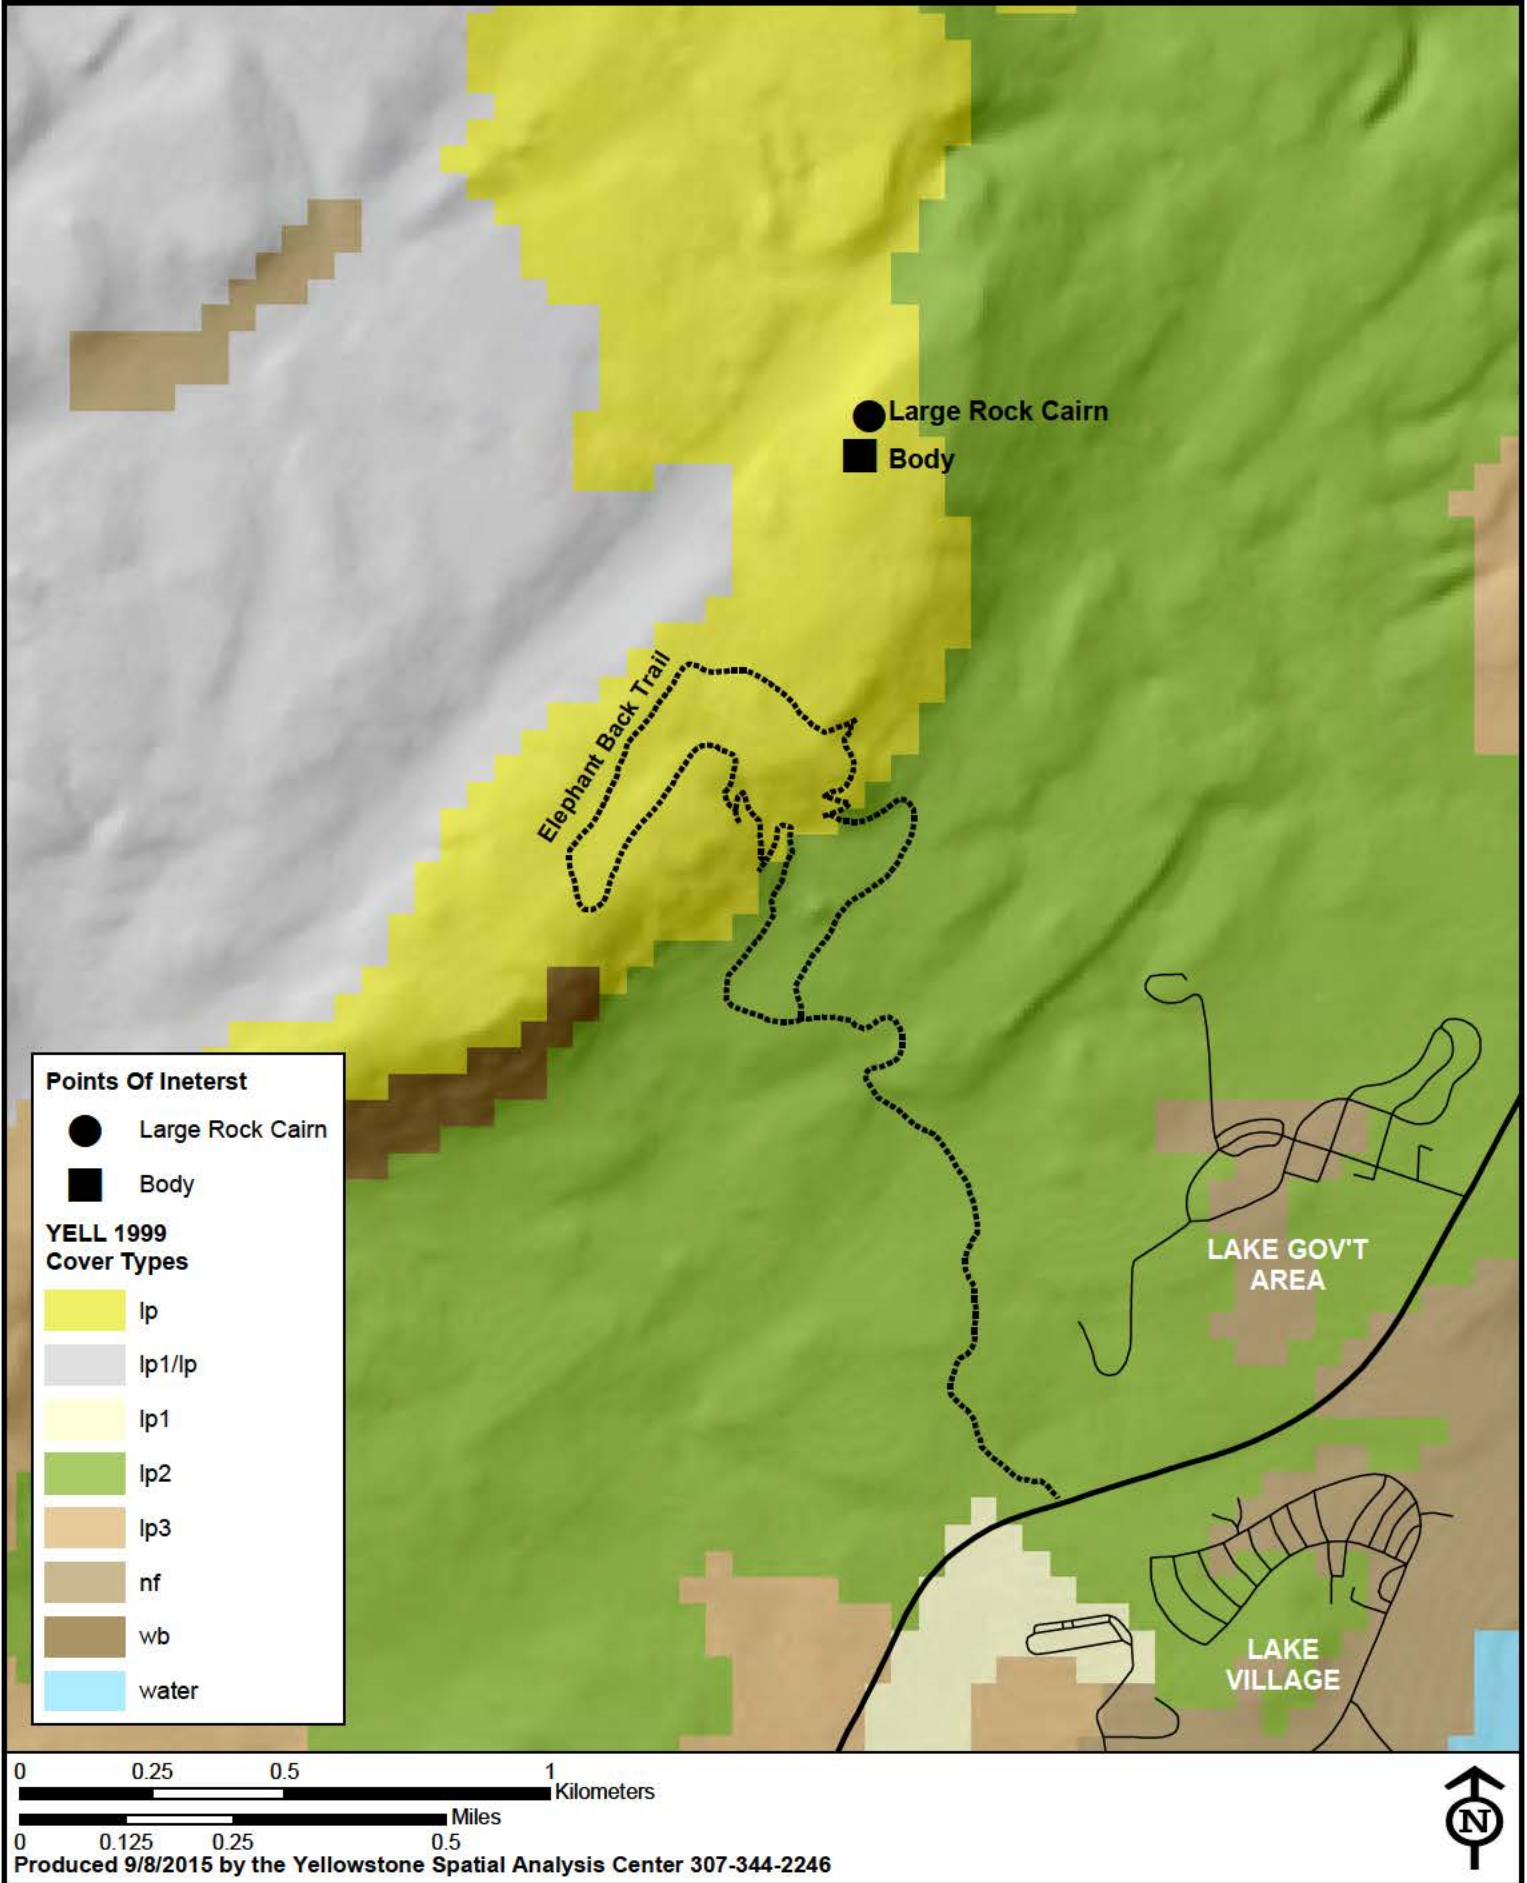 Large Rock Cairn
Body
Elephant Back Trail
LAKE GOV'T
AREA
LAKE
VILLAGE
Points Of Ineterst
Large Rock Cairn
Body
YELL 1999
Cover Types
lp
lp1/lp
lp1
lp2
lp3
nf
wb
water
0 0.25 0.5 1
Kilometers
Miles
0 0.125 0.25 0.5
N
Produced 9/8/2015 by the Yellowstone Spatial Analysis Center 307-344-2246